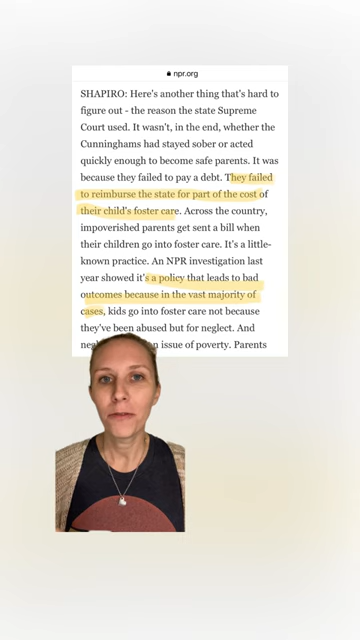 npr.org
SHAPIRO: Here's another thing that's hard to
figure out - the reason the state Supreme
Court used. It wasn't, in the end, whether the
Cunninghams had stayed sober or acted
quickly enough to become safe parents. It was
because they failed to pay a debt. They failed
to reimburse the state for part of the cost of
their child's foster care. Across the country,
impoverished parents get sent a bill when
their children go into foster care. It's a little-
known practice. An NPR investigation last
year showed it's a policy that leads to bad
outcomes because in the vast majority of
cases, kids go into foster care not because
they've been abused but for neglect. And
an issue of poverty. Parents